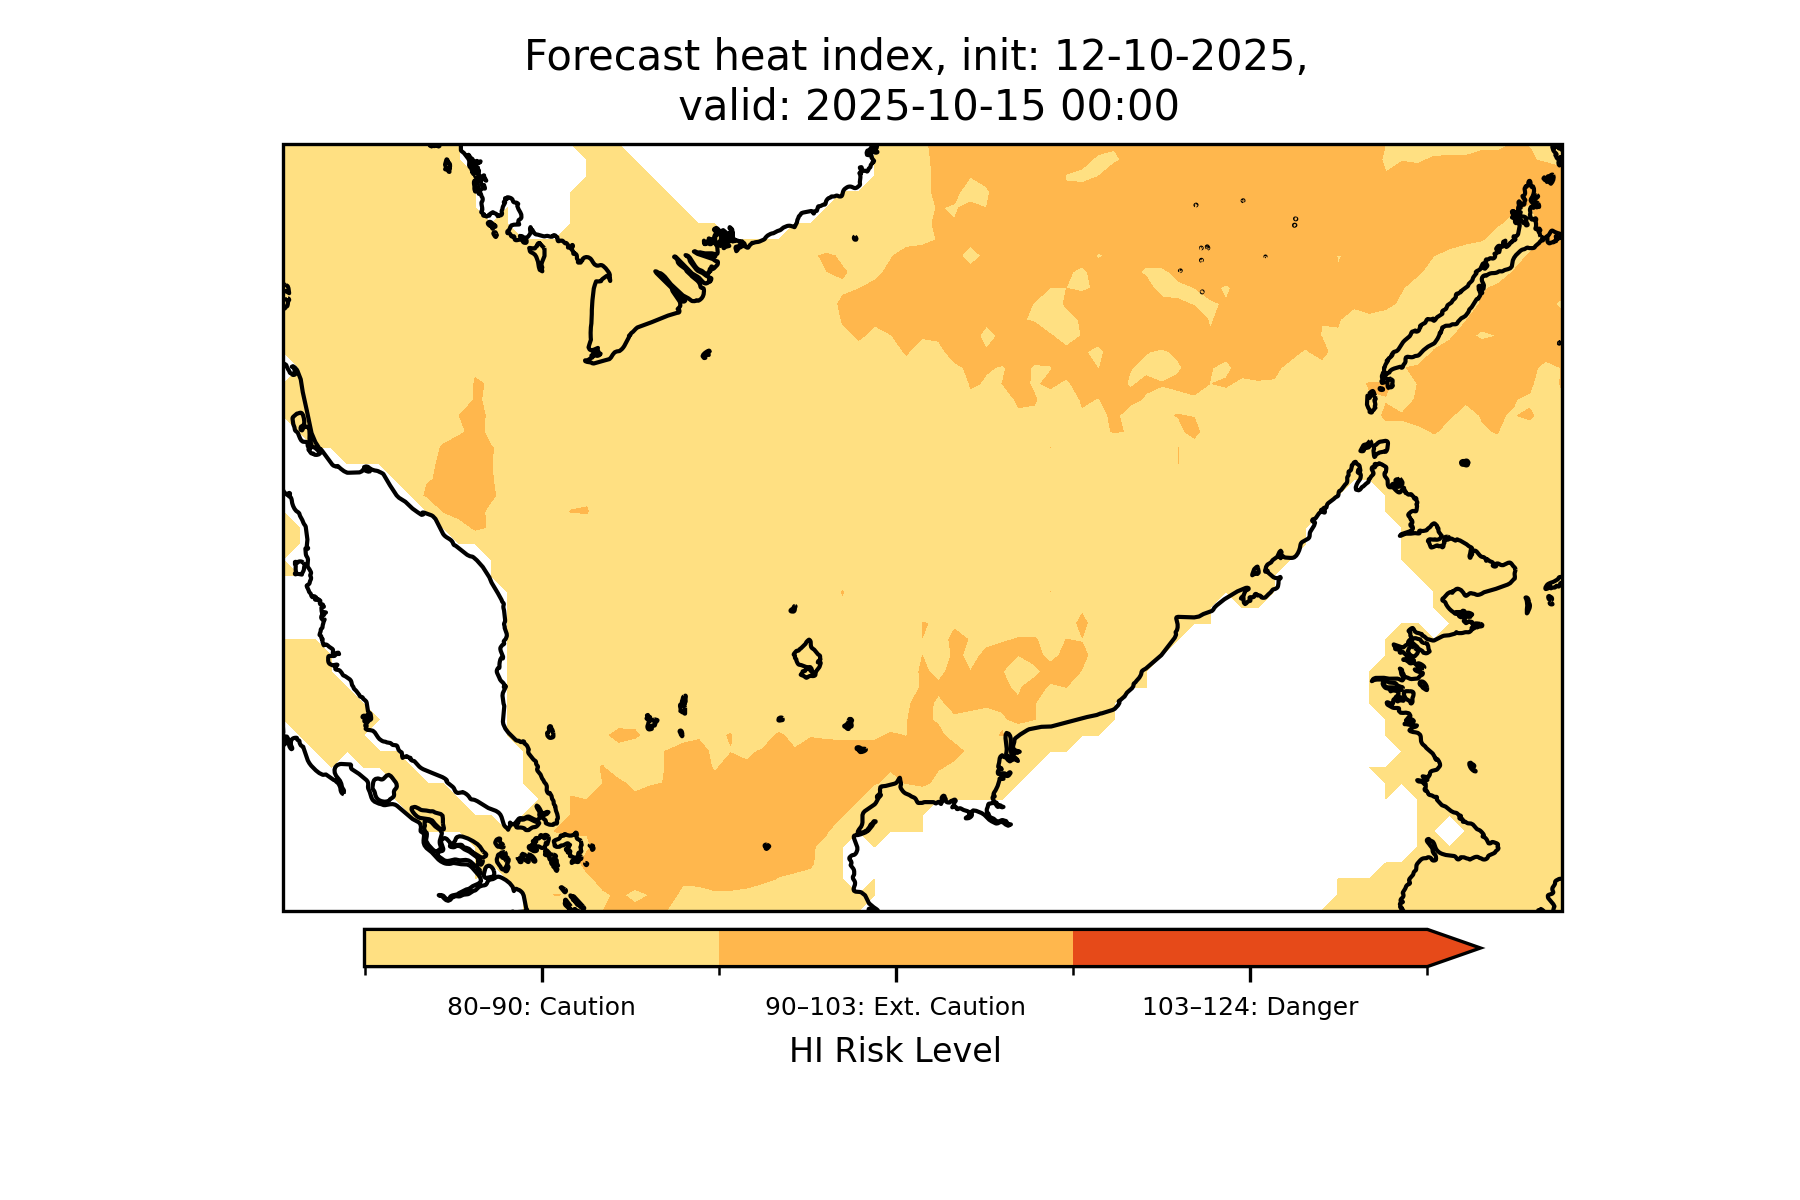 Forecast heat index, init: 12-10-2025,
valid: 2025-10-15 00:00
80–90: Caution
90–103: Ext. Caution
103–124: Danger
HI Risk Level